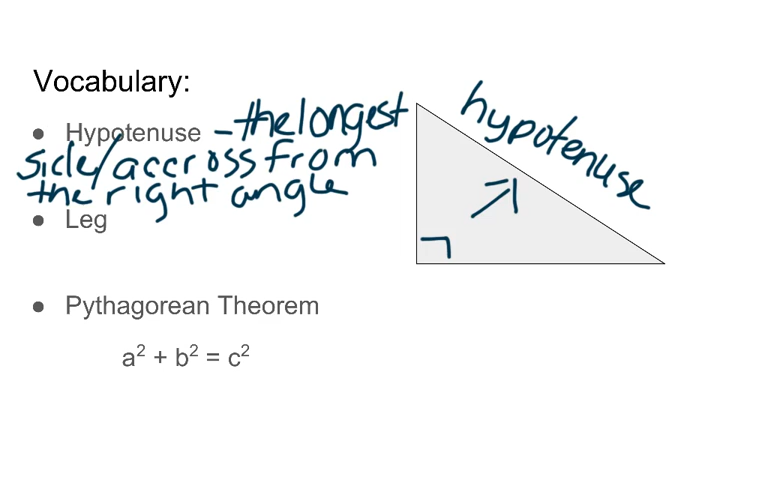 Vocabulary:
● Hypotenuse - the longest
side/accross from
the right angle
● Leg
● Pythagorean Theorem
a² + b² = c²
hypotenuse